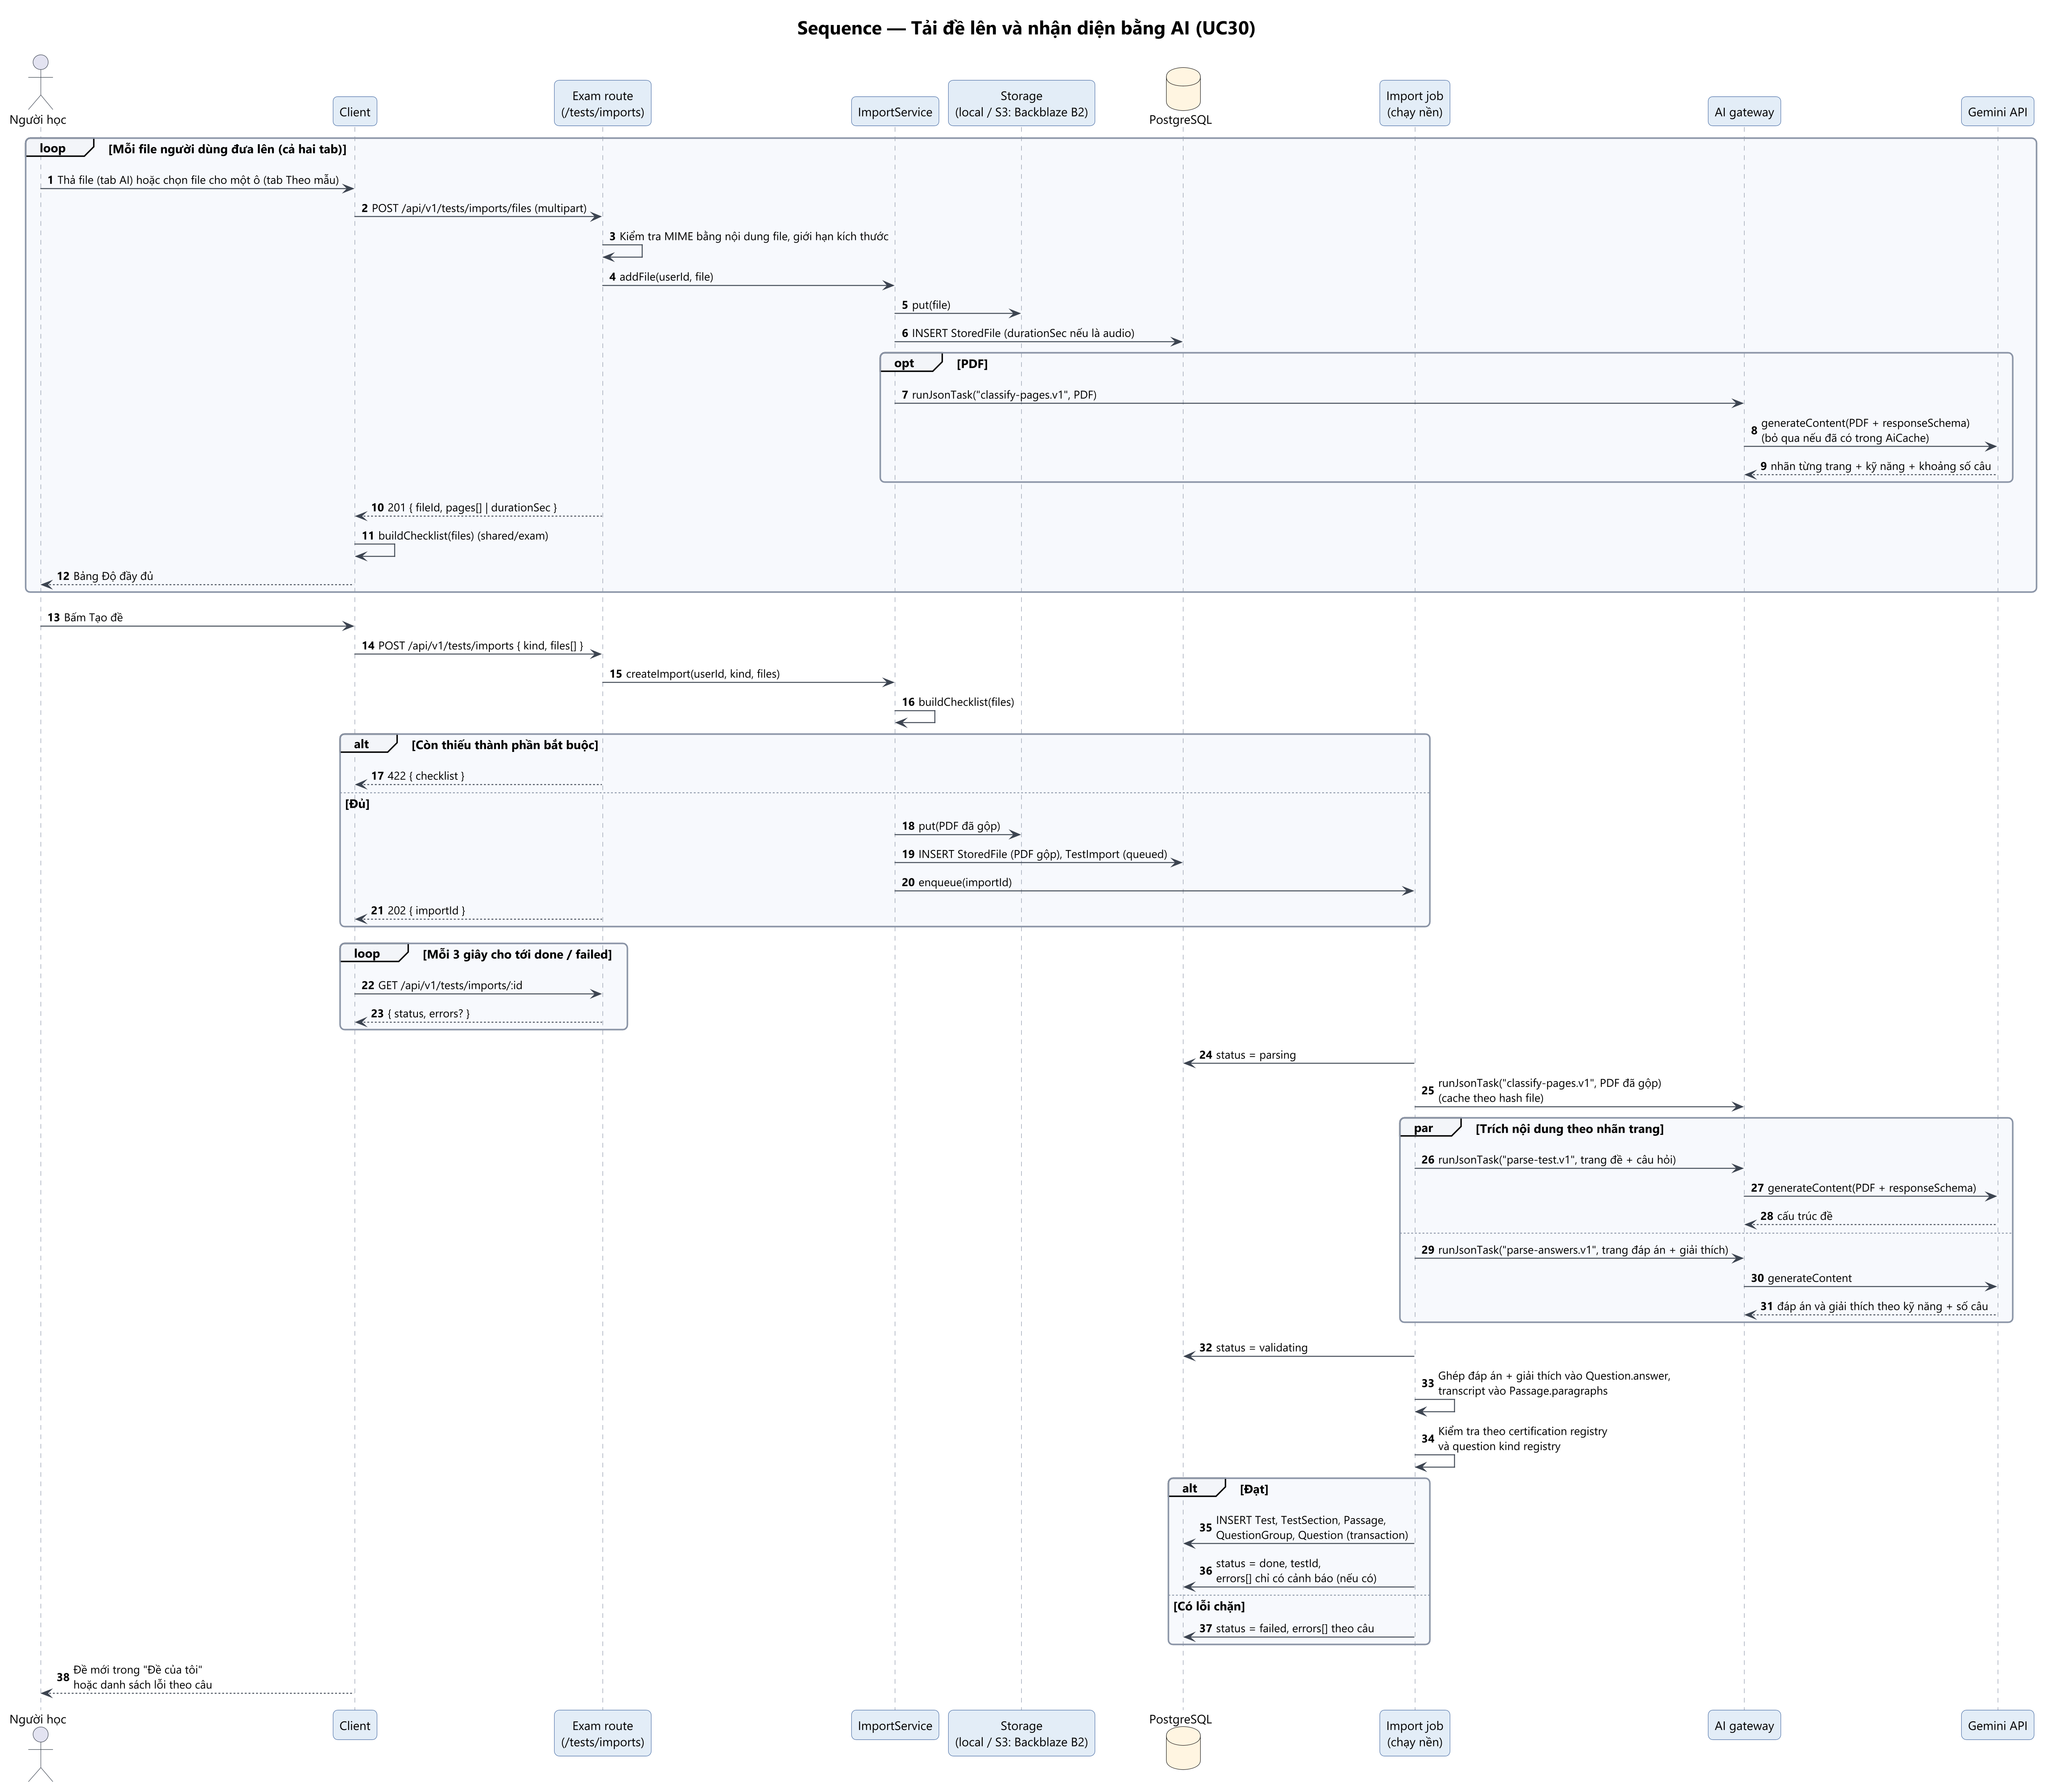 Sequence — Tải đề lên và nhận diện bằng AI (UC30)
Người học
Client
Exam route
(/tests/imports)
ImportService
Storage
(local / S3: Backblaze B2)
PostgreSQL
Import job
(chạy nền)
AI gateway
Gemini API
loop [Mỗi file người dùng đưa lên (cả hai tab)]
1 Thả file (tab AI) hoặc chọn file cho một ô (tab Theo mẫu)
2 POST /api/v1/tests/imports/files (multipart)
3 Kiểm tra MIME bằng nội dung file, giới hạn kích thước
4 addFile(userId, file)
5 put(file)
6 INSERT StoredFile (durationSec nếu là audio)
opt [PDF]
7 runJsonTask("classify-pages.v1", PDF)
8 generateContent(PDF + responseSchema)
(bỏ qua nếu đã có trong AiCache)
9 nhãn từng trang + kỹ năng + khoảng số câu
10 201 { fileId, pages[] | durationSec }
11 buildChecklist(files) (shared/exam)
12 Bảng Độ đầy đủ
13 Bấm Tạo đề
14 POST /api/v1/tests/imports { kind, files[] }
15 createImport(userId, kind, files)
16 buildChecklist(files)
alt [Còn thiếu thành phần bắt buộc]
17 422 { checklist }
[Đủ]
18 put(PDF đã gộp)
19 INSERT StoredFile (PDF gộp), TestImport (queued)
20 enqueue(importId)
21 202 { importId }
loop [Mỗi 3 giây cho tới done / failed]
22 GET /api/v1/tests/imports/:id
23 { status, errors? }
24 status = parsing
25 runJsonTask("classify-pages.v1", PDF đã gộp)
(cache theo hash file)
par [Trích nội dung theo nhãn trang]
26 runJsonTask("parse-test.v1", trang đề + câu hỏi)
27 generateContent(PDF + responseSchema)
28 cấu trúc đề
29 runJsonTask("parse-answers.v1", trang đáp án + giải thích)
30 generateContent
31 đáp án và giải thích theo kỹ năng + số câu
32 status = validating
33 Ghép đáp án + giải thích vào Question.answer,
transcript vào Passage.paragraphs
34 Kiểm tra theo certification registry
và question kind registry
alt [Đạt]
35 INSERT Test, TestSection, Passage,
QuestionGroup, Question (transaction)
36 status = done, testId,
errors[] chỉ có cảnh báo (nếu có)
[Có lỗi chặn]
37 status = failed, errors[] theo câu
38 Đề mới trong "Đề của tôi"
hoặc danh sách lỗi theo câu
Người học
Client
Exam route
(/tests/imports)
ImportService
Storage
(local / S3: Backblaze B2)
PostgreSQL
Import job
(chạy nền)
AI gateway
Gemini API